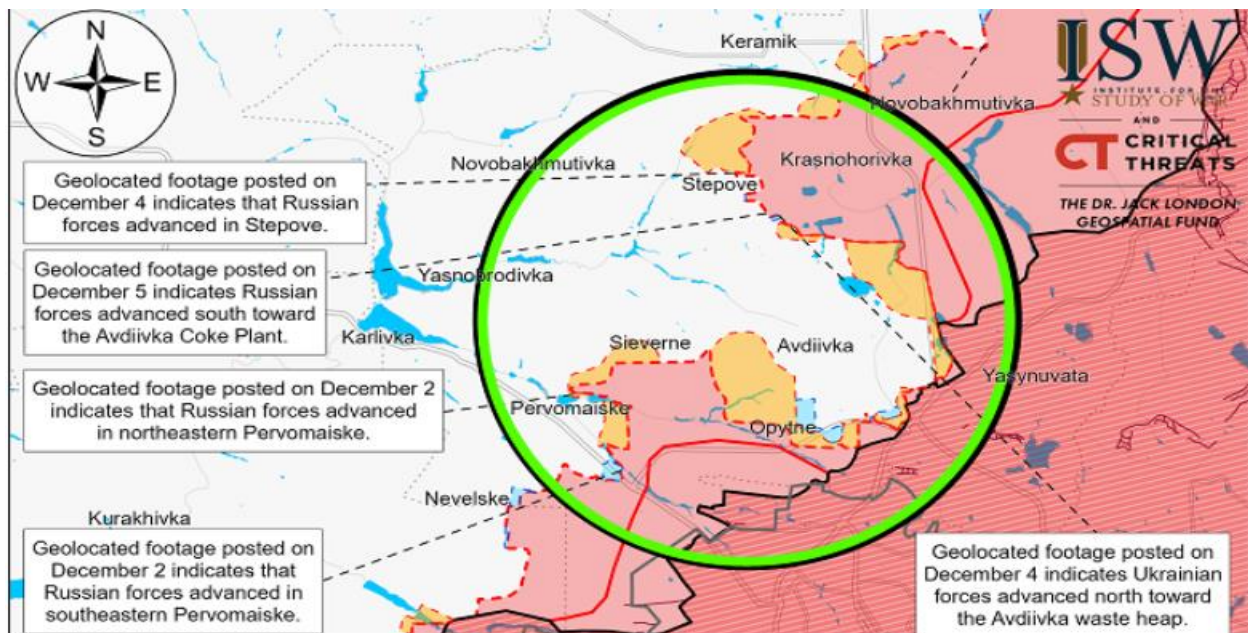 N
W
E
S
Keramik
ISW
INSTITUTE FOR THE
STUDY OF WAR
AND
CT CRITICAL
THREATS
THE DR. JACK LONDON
GEOSPATIAL FUND
Novobakhmutivka
Novobakhmutivka
Krasnohorivka
Stepove
Geolocated footage posted on
December 4 indicates that Russian
forces advanced in Stepove.
Geolocated footage posted on
December 5 indicates Russian
forces advanced south toward
the Avdiivka Coke Plant.
Yasnobrodivka
Karlivka
Sieverne
Avdiivka
Yasynuvata
Geolocated footage posted on December 2
indicates that Russian forces advanced
in northeastern Pervomaiske.
Pervomaiske
Opytne
Nevelske
Kurakhivka
Geolocated footage posted on
December 2 indicates that
Russian forces advanced in
southeastern Pervomaiske.
Geolocated footage posted on
December 4 indicates Ukrainian
forces advanced north toward
the Avdiivka waste heap.